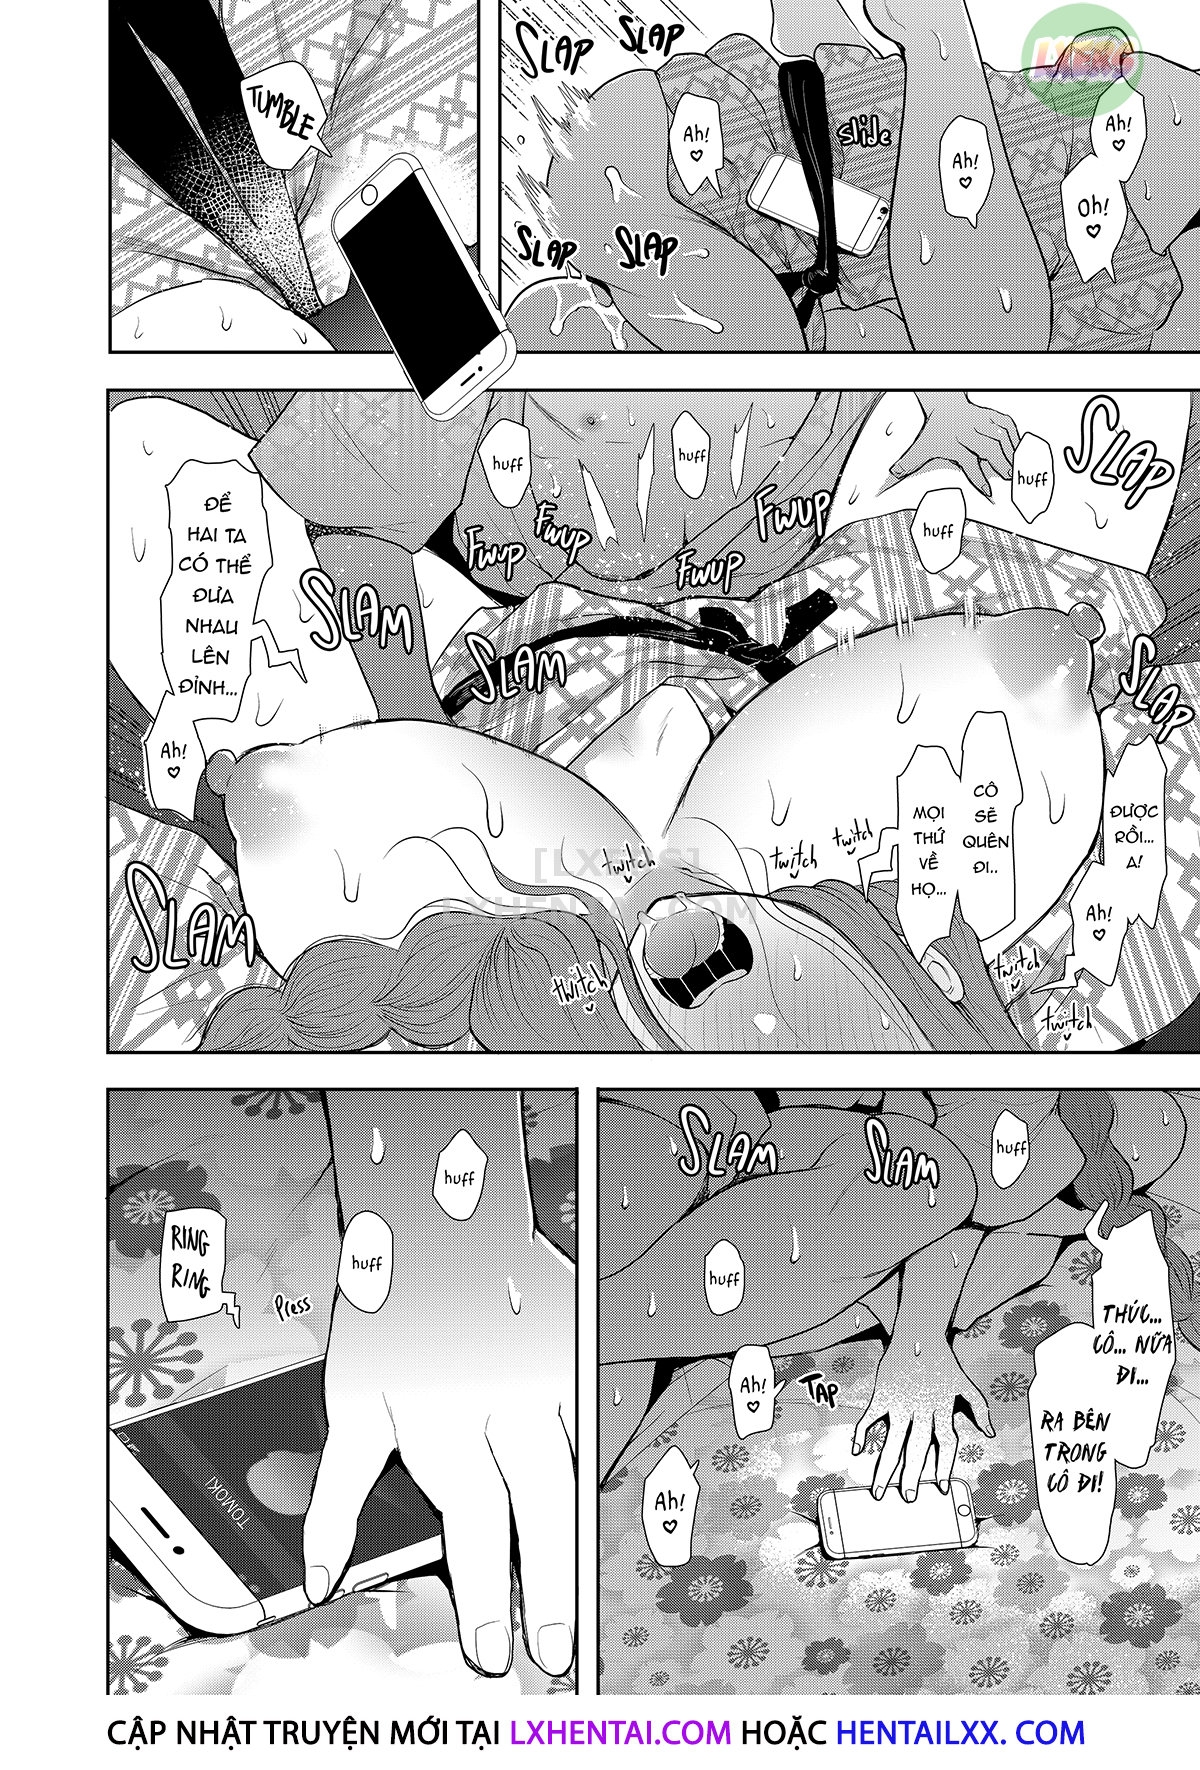 TUMBLE
SLAP
SLAP
SLAP
SLAP
Ah!
slide
Ah!
Ah!
Oh!
ĐỂ
HAI TA
CÓ THỂ
ĐƯA
NHAU
LÊN
ĐỈNH...
Ah!
huff
huff
huff
huff
FWUP
FWUP
FWUP
FWUP
SLAM
SLAM
SLAM
SLAP
SLAP
ĐƯỢC
RỒI...
A!
Ah!
CÔ
SẼ
QUÊN
ĐI..
MỌI
THỨ
VỀ
HỌ...
twitch
twitch
twitch
twitch
twitch
twitch
[LXERS]
LXHENTAI.COM
huff
huff
RING
RING
Press
TOMOKI
SLAM
SLAM
huff
huff
Ah!
TAP
Ah!
THÚC...
CÔ... NỮA
ĐI...
RA BÊN
TRONG
CÔ ĐI!
CẬP NHẬT TRUYỆN MỚI TẠI LXHENTAI.COM HOẶC HENTAILXX. COM